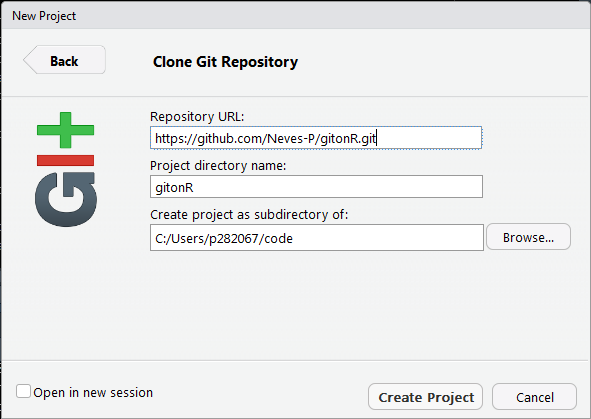 New Project
Back
Clone Git Repository
git
Repository URL:
https://github.com/Neves-P/gitonR.git
Project directory name:
gitonR
Create project as subdirectory of:
C:/Users/p282067/code
Browse...
Open in new session
Create Project
Cancel